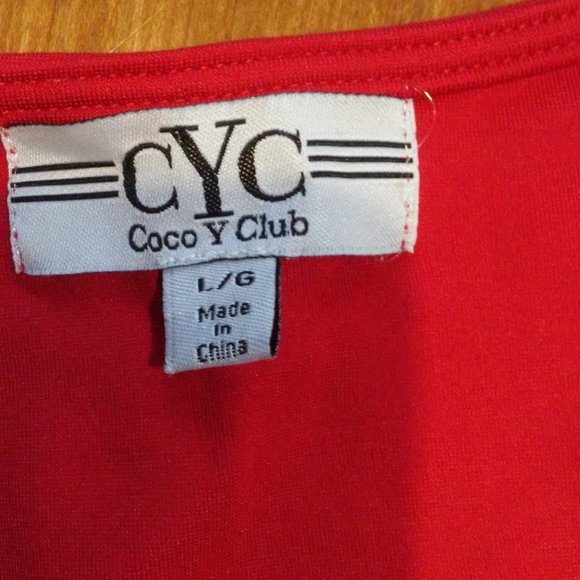 CYC
Coco Y Club
L/G
Made
in
China